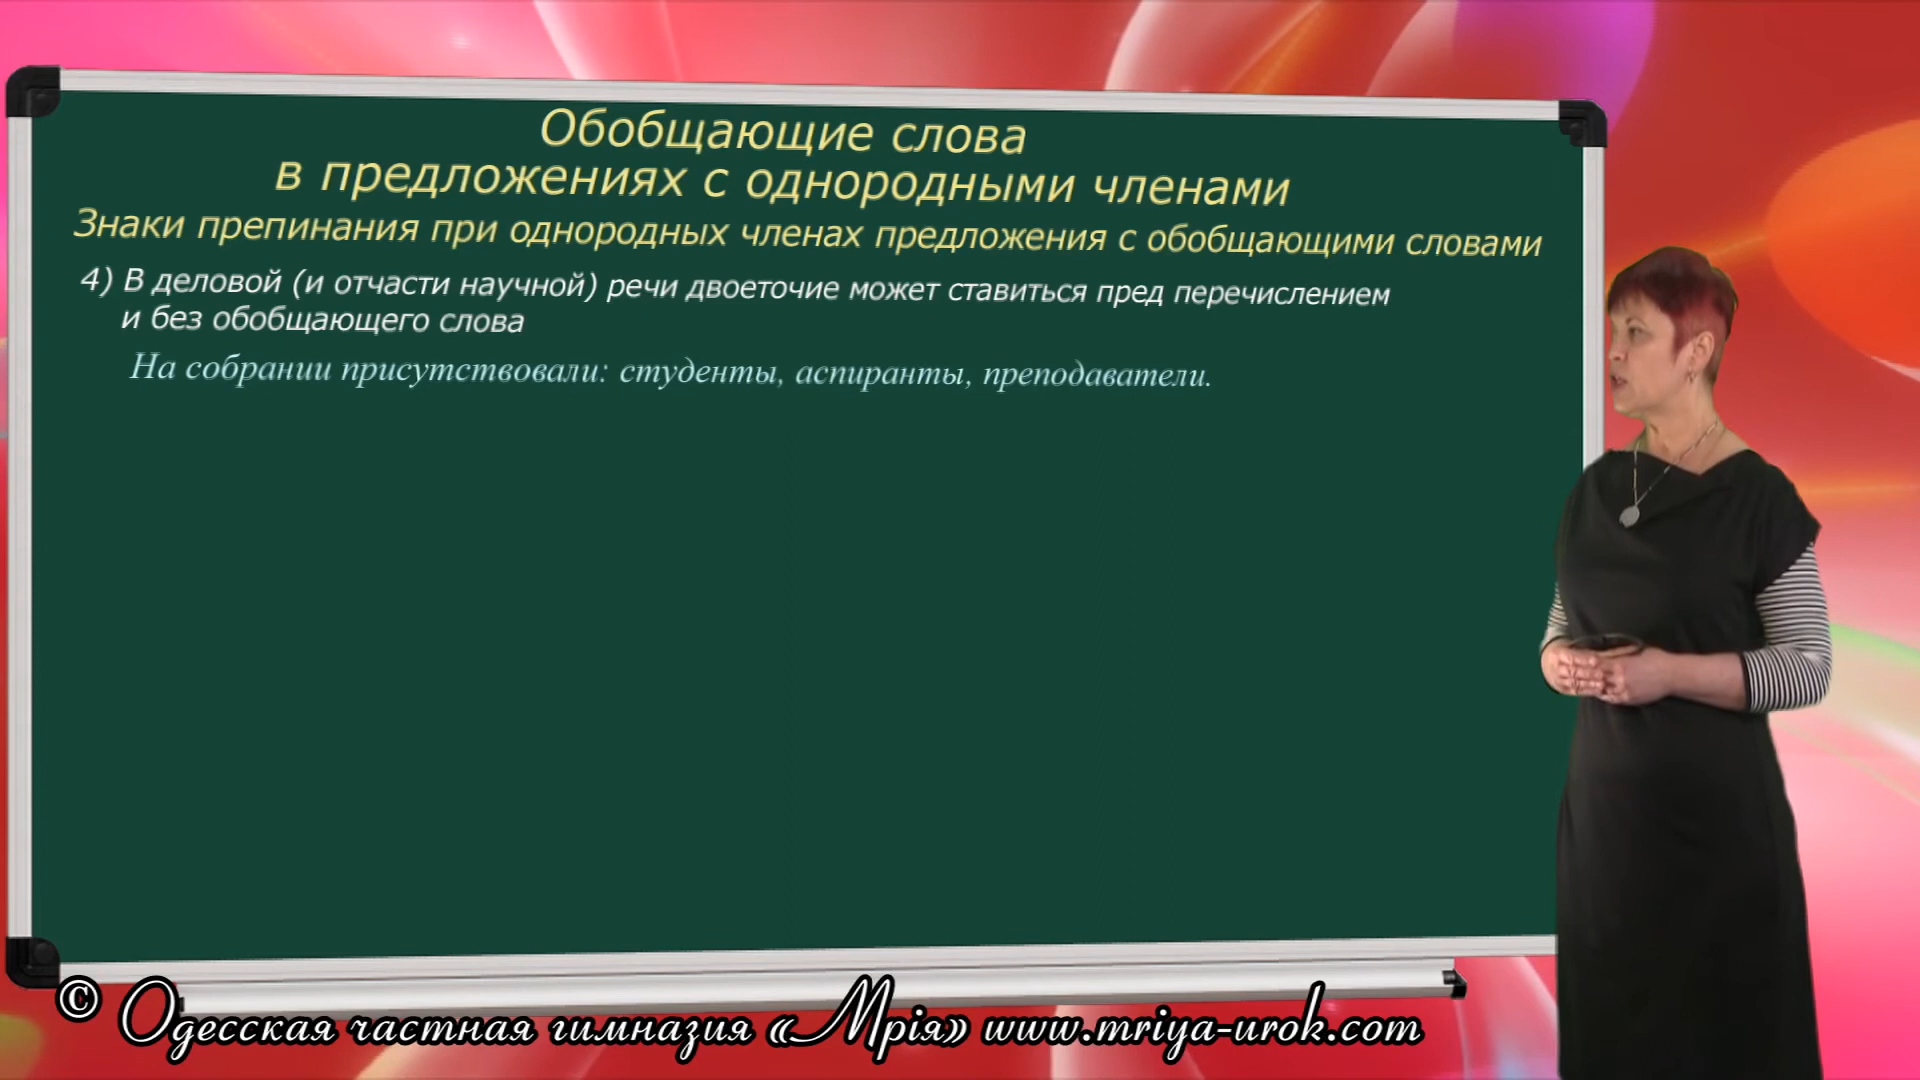 Обобщающие слова
в предложениях с однородными членами
Знаки препинания при однородных членах предложения с обобщающими словами
4) В деловой (и отчасти научной) речи двоеточие может ставиться пред перечислением
и без обобщающего слова
На собрании присутствовали: студенты, аспиранты, преподаватели.
© Одесская частная гимназия «Мрія» www.mriya-urok.com